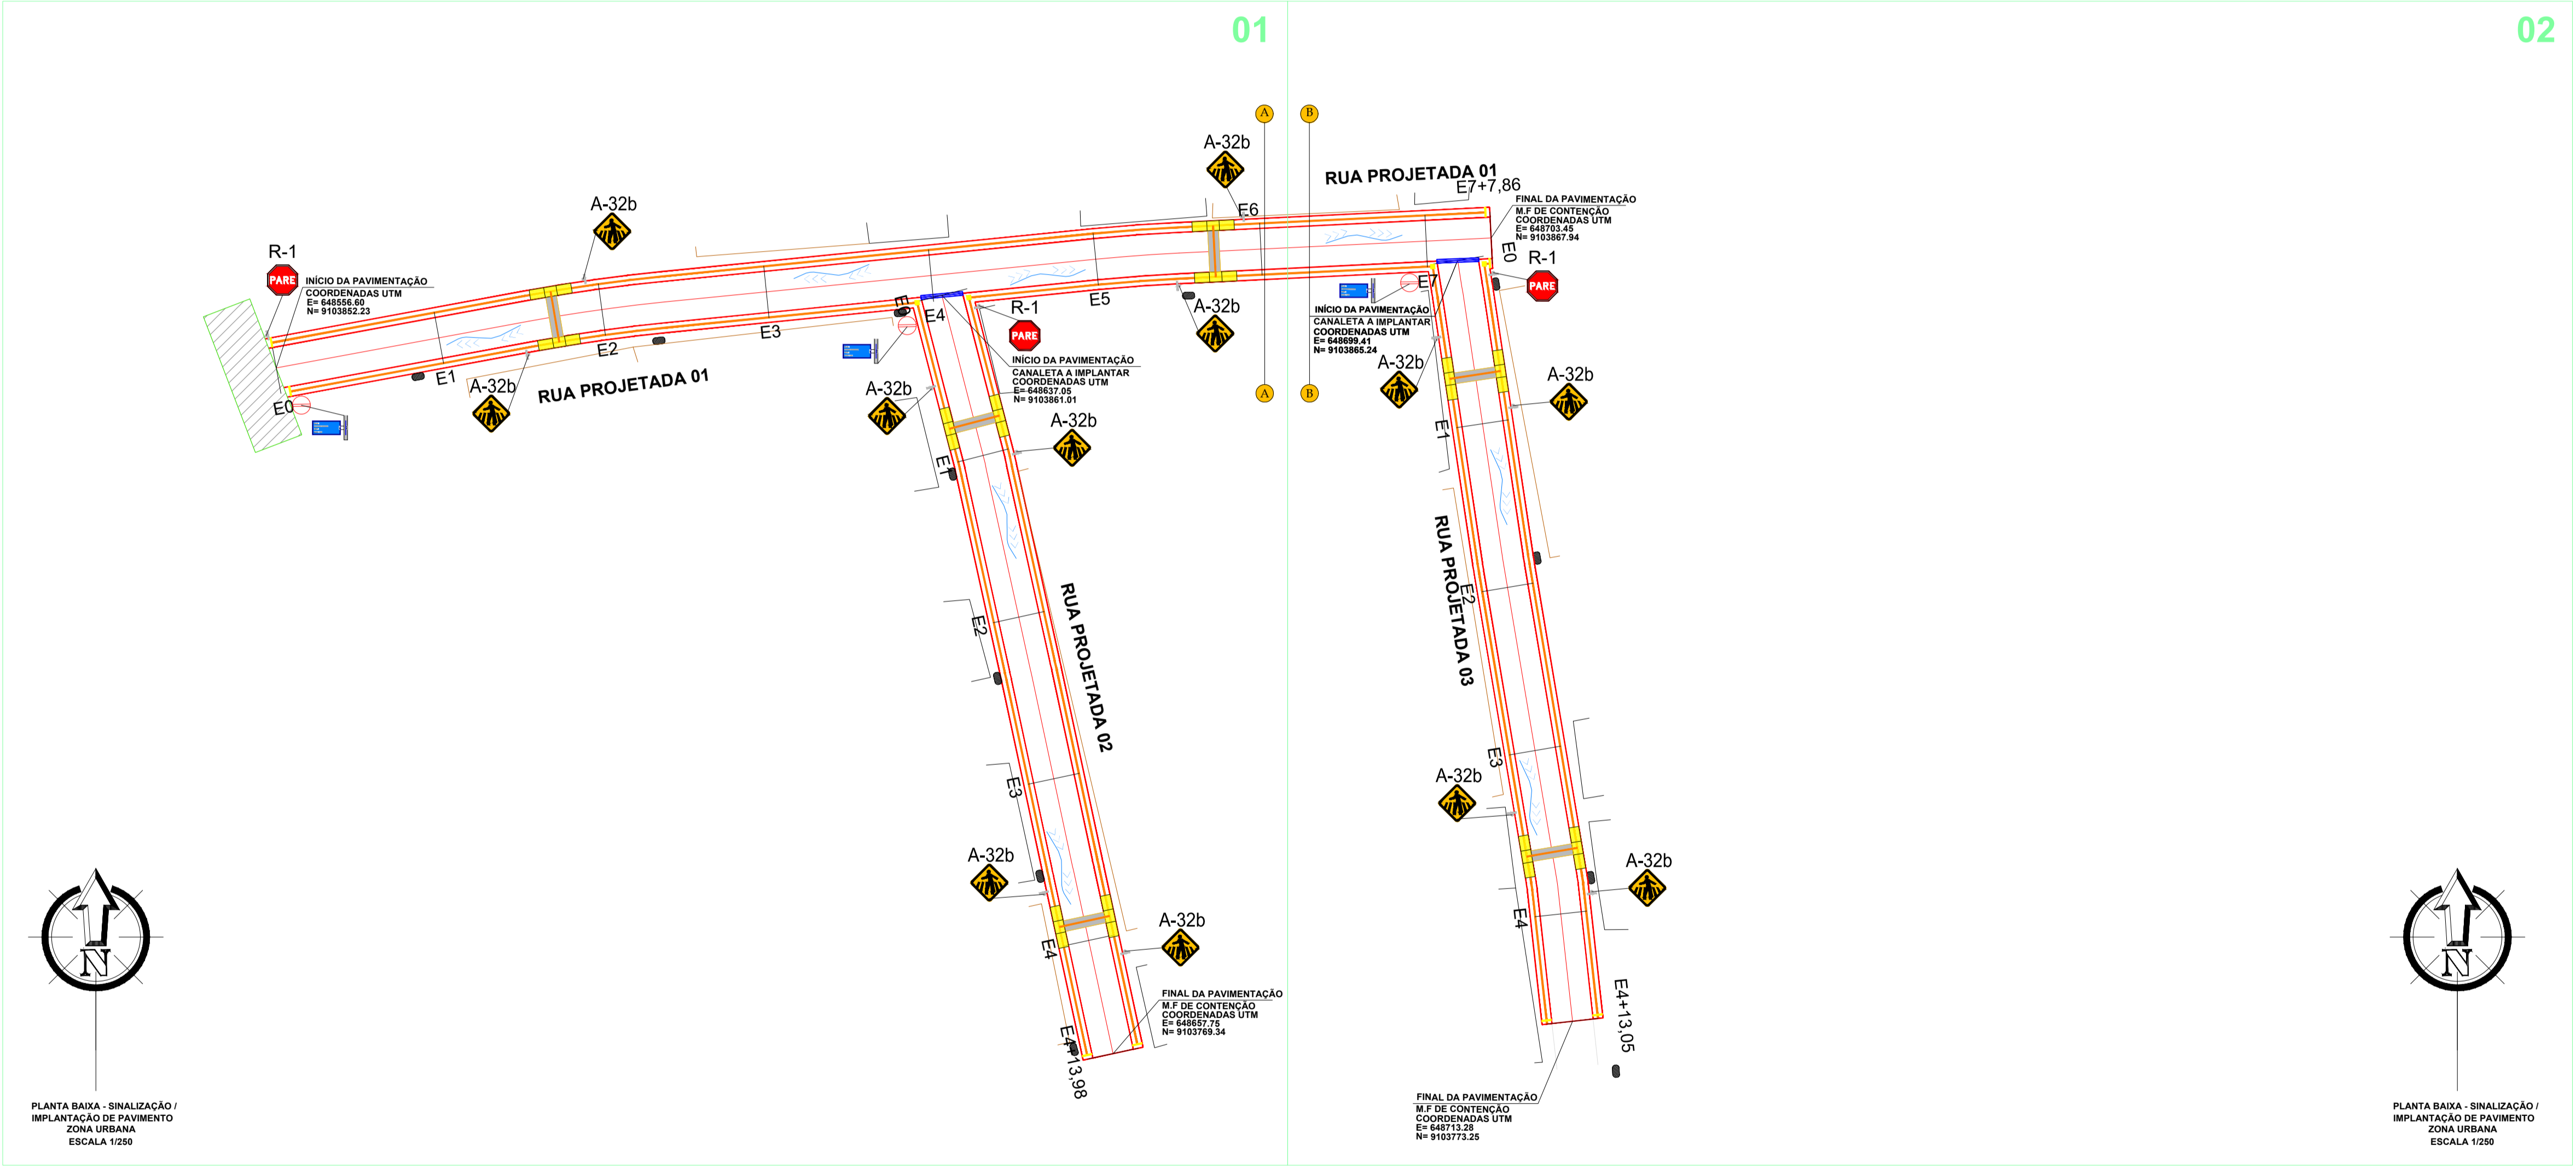 01
02
A
B
A-32b
RUA PROJETADA 01
E7+7,86
FINAL DA PAVIMENTAÇÃO
M.F DE CONTENÇÃO
COORDENADAS UTM
E= 648703.45
N= 9103867.94
A-32b
E6
R-1
PARE
INÍCIO DA PAVIMENTAÇÃO
COORDENADAS UTM
E= 648556.60
N= 9103852.23
E0
R-1
PARE
E7
E0
E4
R-1
PARE
E5
A-32b
INÍCIO DA PAVIMENTAÇÃO
CANALETA A IMPLANTAR
COORDENADAS UTM
E= 648699.41
N= 9103865.24
E3
E2
E1
A-32b
E0
RUA PROJETADA 01
INÍCIO DA PAVIMENTAÇÃO
CANALETA A IMPLANTAR
COORDENADAS UTM
E= 648637.05
N= 9103861.01
A-32b
A-32b
A-32b
A-32b
A
B
E1
E1
RUA PROJETADA 03
E2
RUA PROJETADA 02
E2
E3
E3
A-32b
A-32b
A-32b
A-32b
E4
E4
FINAL DA PAVIMENTAÇÃO
M.F DE CONTENÇÃO
COORDENADAS UTM
E= 648657.75
N= 9103769.34
E4+13,98
E4+13,05
FINAL DA PAVIMENTAÇÃO
M.F DE CONTENÇÃO
COORDENADAS UTM
E= 648713.28
N= 9103773.25
N
PLANTA BAIXA - SINALIZAÇÃO /
IMPLANTAÇÃO DE PAVIMENTO
ZONA URBANA
ESCALA 1/250
N
PLANTA BAIXA - SINALIZAÇÃO /
IMPLANTAÇÃO DE PAVIMENTO
ZONA URBANA
ESCALA 1/250